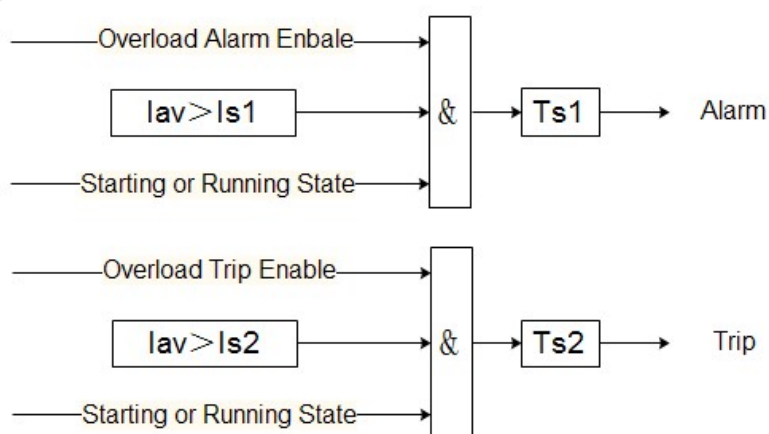 Overload Alarm Enbale
Iav＞Is1
&
Ts1
Alarm
Starting or Running State
Overload Trip Enable
Iav＞Is2
&
Ts2
Trip
Starting or Running State